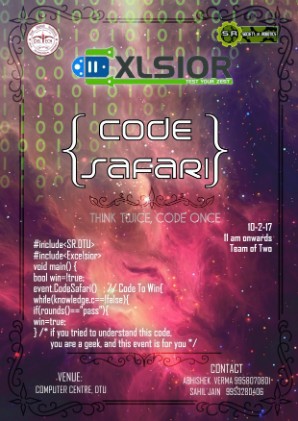 XLSIOR
TEST YOUR APTI
S.R.
{ CODE
SAFARI }
THINK TWICE, CODE ONCE
10-2-17
11 am onwards
Team of Two
#include<SR.DTU>
#include<Excelsior>
void main() {
bool win=!true;
event.CodeSafari() ; // Code To Win{
while(knowledge.c==!false){
if(rounds()=="pass"){
win=true;
} /* if you tried to understand this code,
you are a geek, and this event is for you */
VENUE:
COMPUTER CENTRE, DTU
CONTACT
ABHISHEK VERMA 9958070801
SAHIL JAIN 9953280406